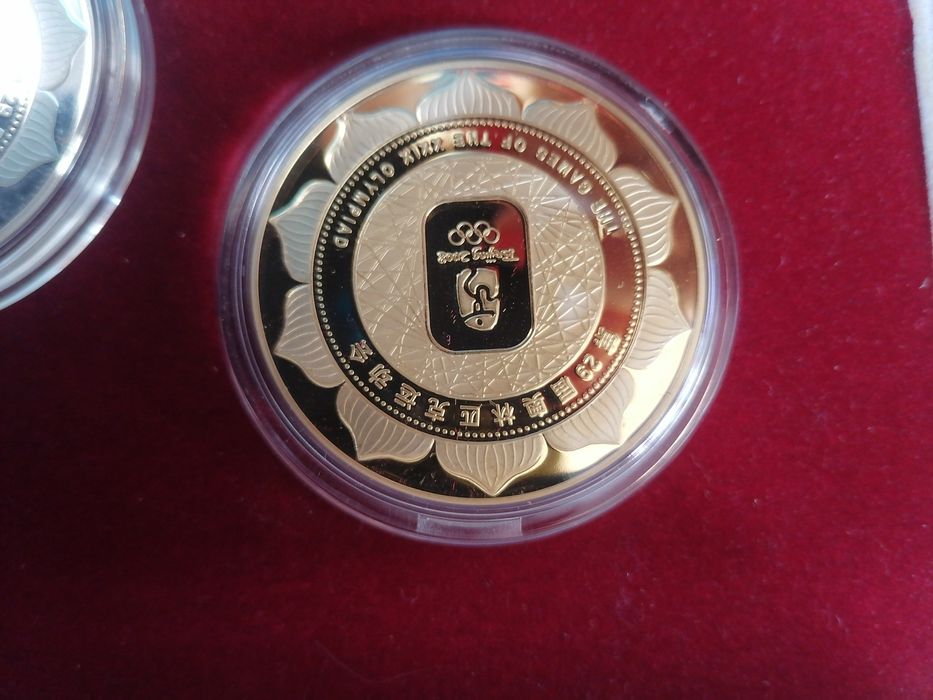 第29届奥林匹克运动会
Beijing 2008
THE GAMES OF THE XXIX OLYMPIAD